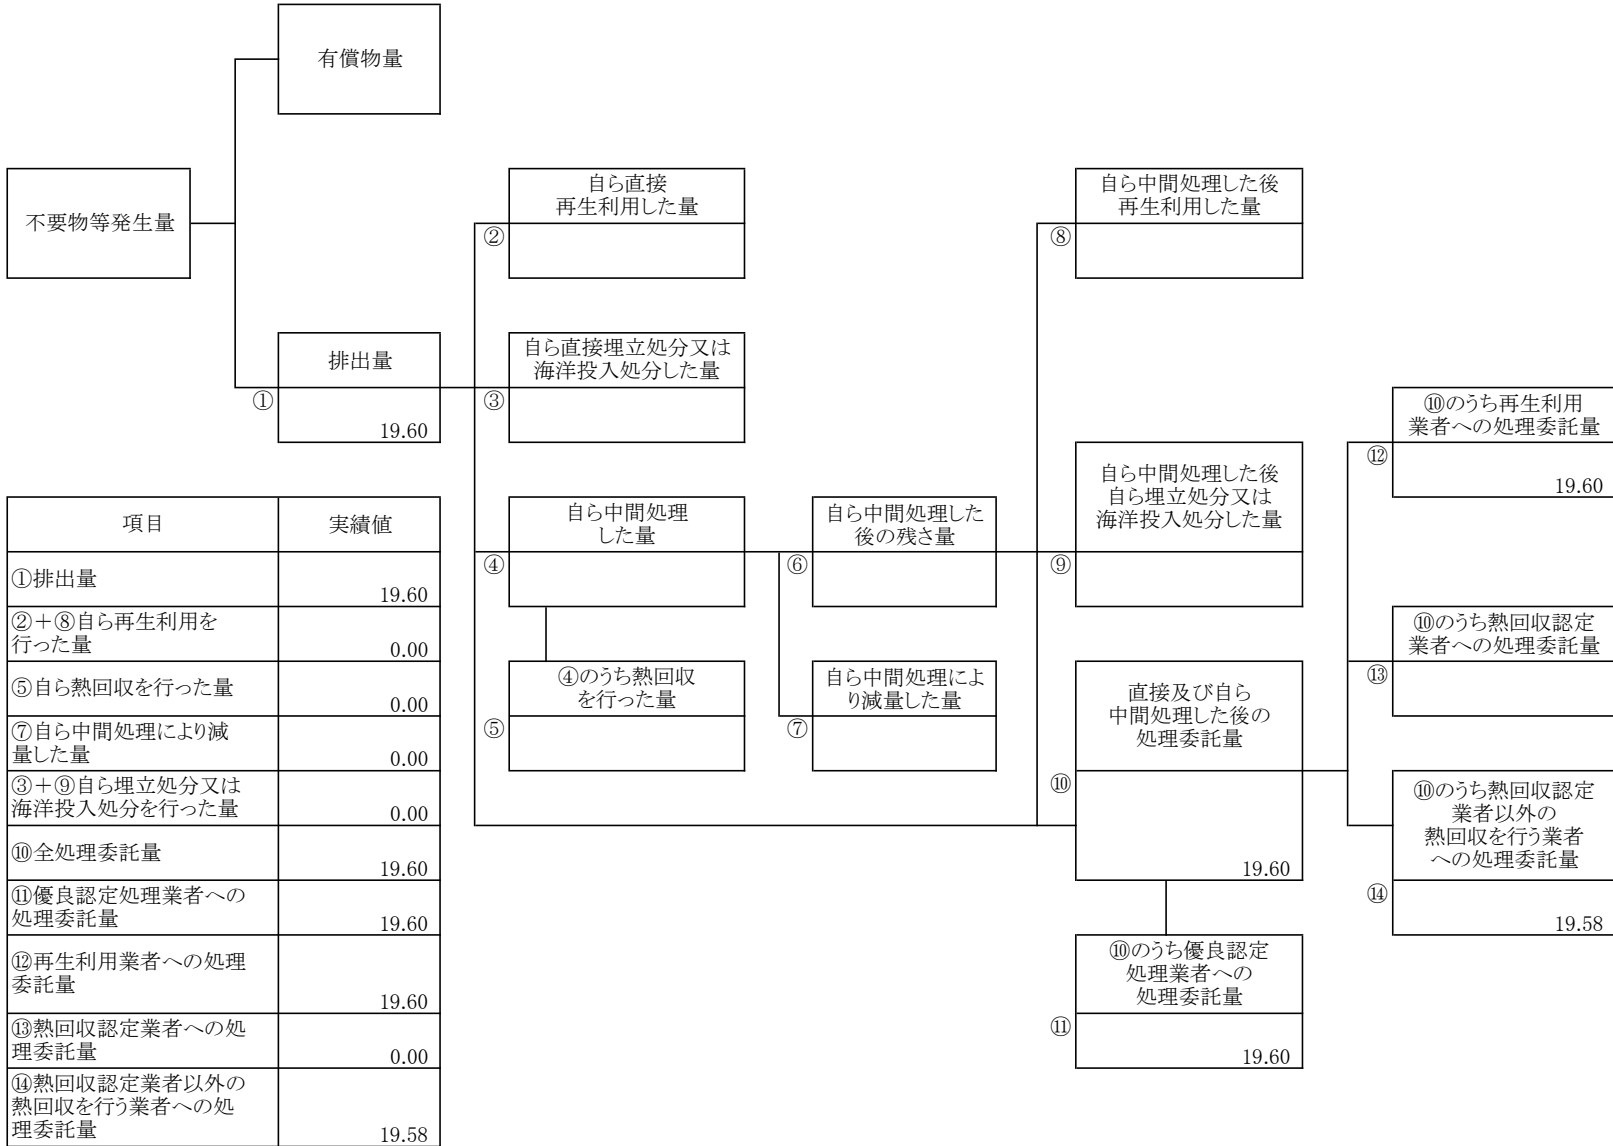 有償物量
不要物等発生量
自ら直接
再生利用した量
②
自ら中間処理した後
再生利用した量
⑧
排出量
①
19.60
自ら直接埋立処分又は
海洋投入処分した量
③
⑩のうち再生利用
業者への処理委託量
⑫
19.60
自ら中間処理
した量
④
自ら中間処理した
後の残さ量
⑥
自ら中間処理した後
自ら埋立処分又は
海洋投入処分した量
⑨
⑩のうち熱回収認定
業者への処理委託量
⑬
④のうち熱回収
を行った量
⑤
自ら中間処理によ
り減量した量
⑦
直接及び自ら
中間処理した後の
処理委託量
⑩
19.60
⑩のうち熱回収認定
業者以外の
熱回収を行う業者
への処理委託量
⑭
19.58
⑩のうち優良認定
処理業者への
処理委託量
⑪
19.60
項目 実績値
①排出量 19.60
②＋⑧自ら再生利用を
行った量 0.00
⑤自ら熱回収を行った量 0.00
⑦自ら中間処理により減
量した量 0.00
③＋⑨自ら埋立処分又は
海洋投入処分を行った量 0.00
⑩全処理委託量 19.60
⑪優良認定処理業者への
処理委託量 19.60
⑫再生利用業者への処理
委託量 19.60
⑬熱回収認定業者への処
理委託量 0.00
⑭熱回収認定業者以外の
熱回収を行う業者への処
理委託量 19.58